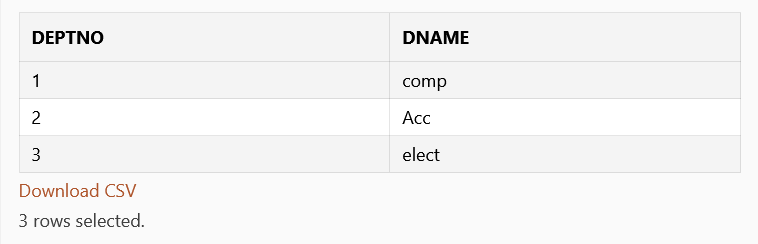 DEPTNO DNAME
1 comp
2 Acc
3 elect
Download CSV
3 rows selected.